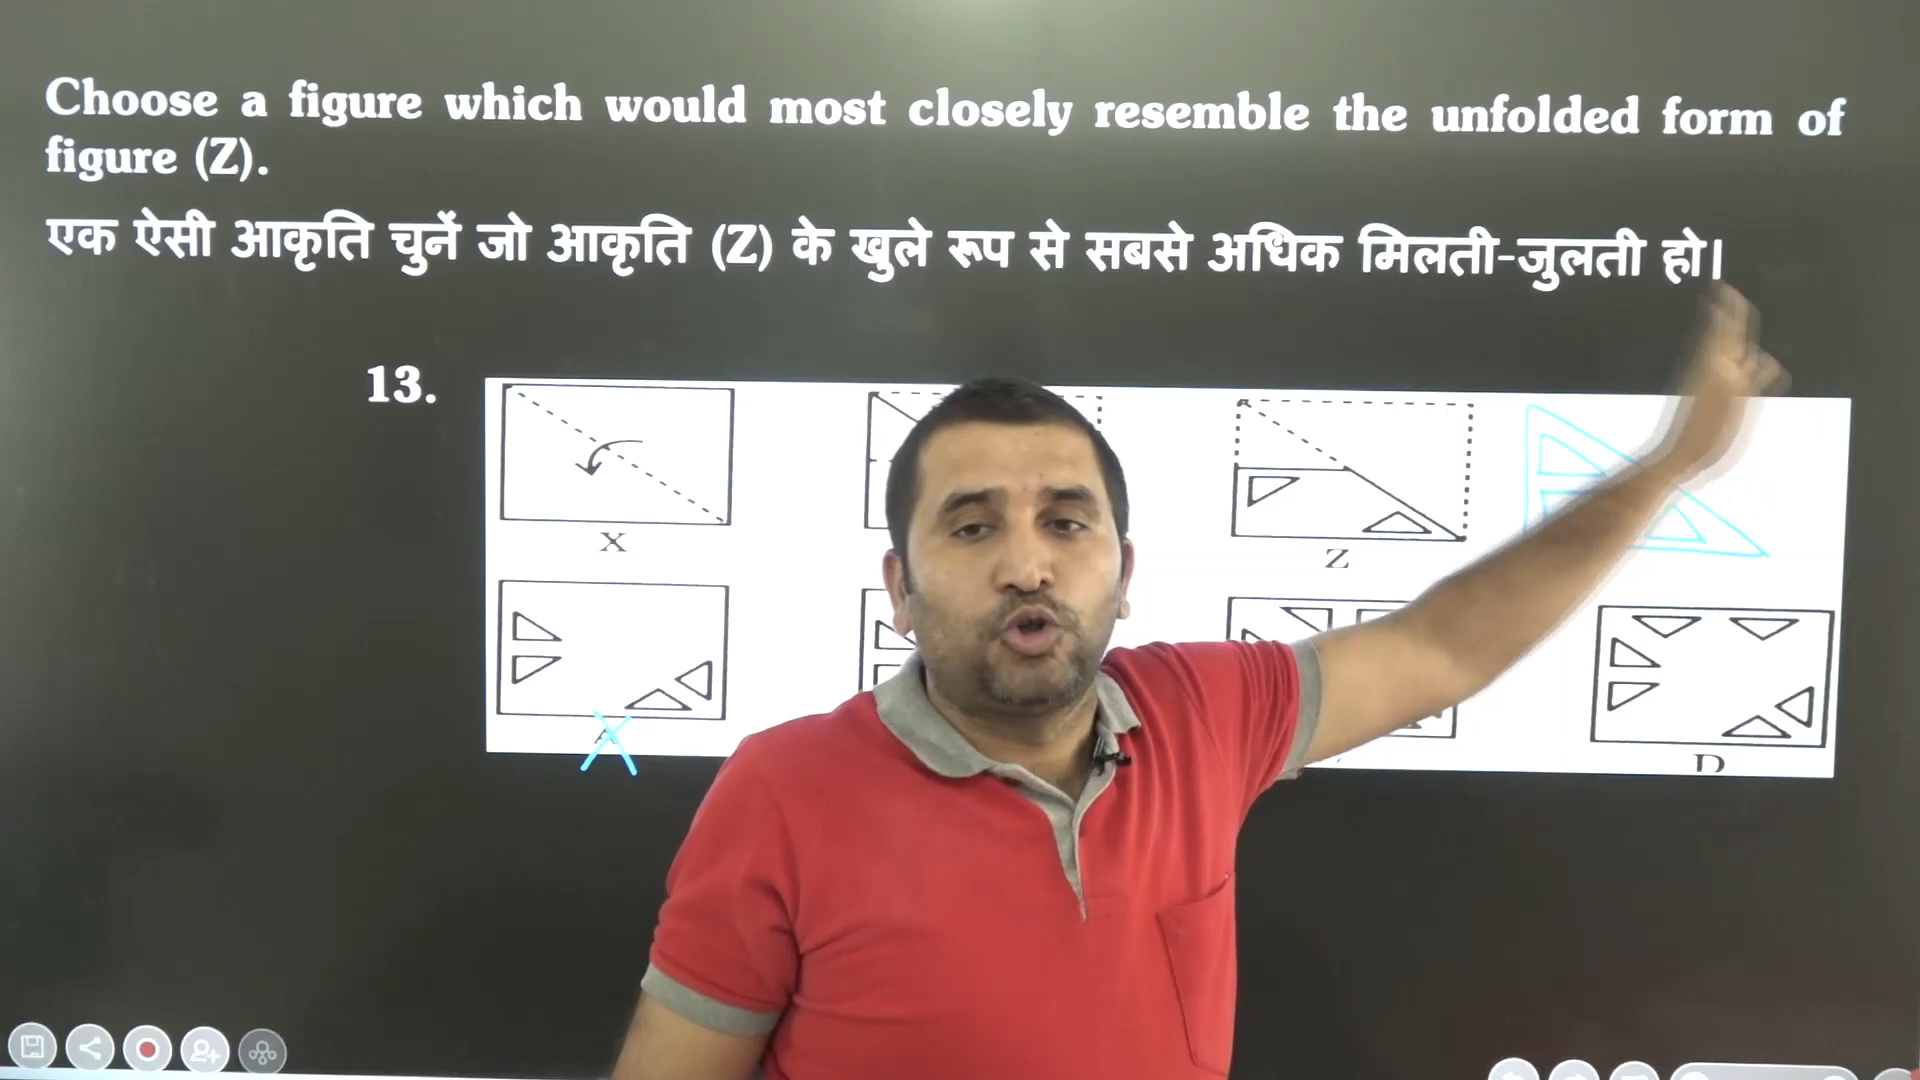 Choose a figure which would most closely resemble the unfolded form of
figure (Z).
एक ऐसी आकृति चुनें जो आकृति (Z) के खुले रूप से सबसे अधिक मिलती-जुलती हो।
13.
X
Z
A
D